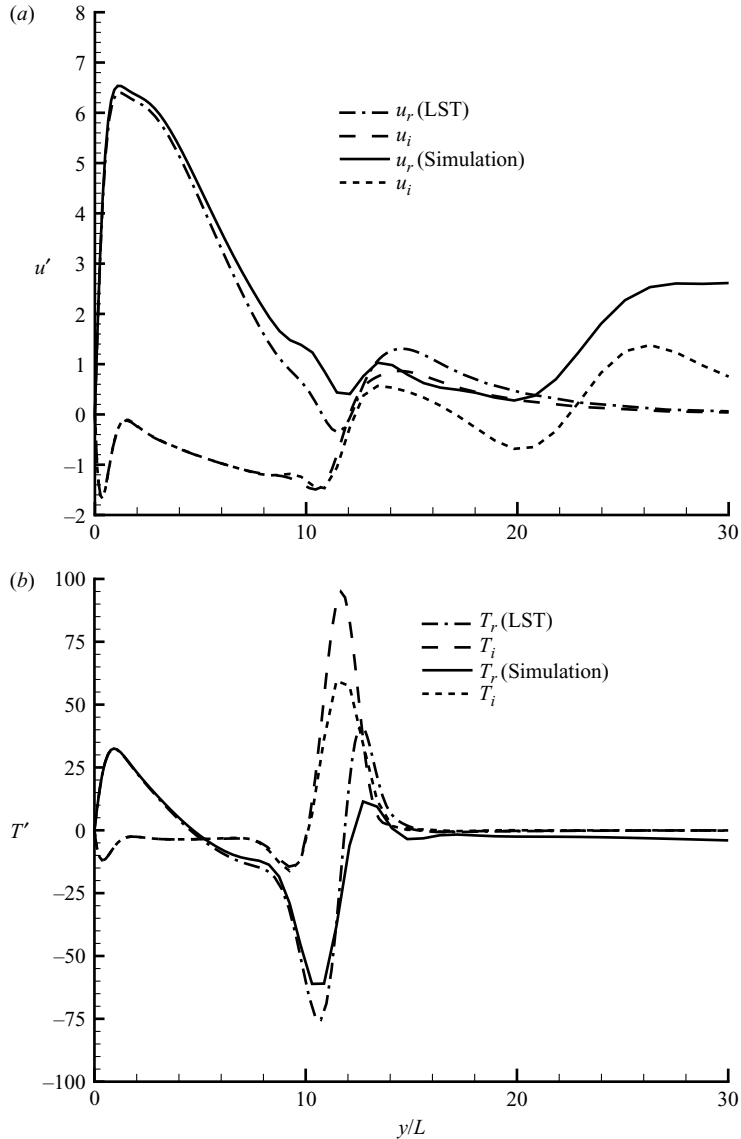 (a)
8
7
6
5
4
3
2
1
0
–1
–2
u′
u_r (LST)
u_i
u_r (Simulation)
u_i
0
10
20
30
(b)
100
75
50
25
0
–25
–50
–75
–100
T′
T_r (LST)
T_i
T_r (Simulation)
T_i
0
10
20
30
y/L